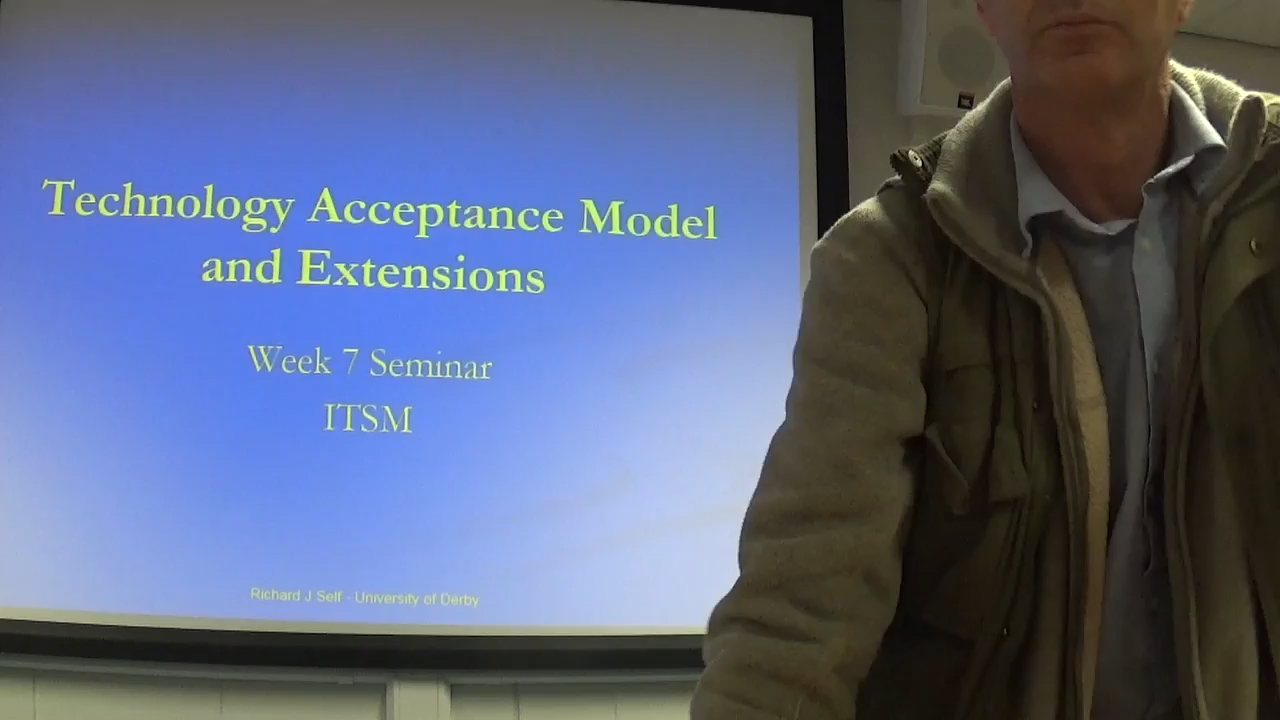 Technology Acceptance Model
and Extensions
Week 7 Seminar
ITSM
Richard J Self - University of Derby